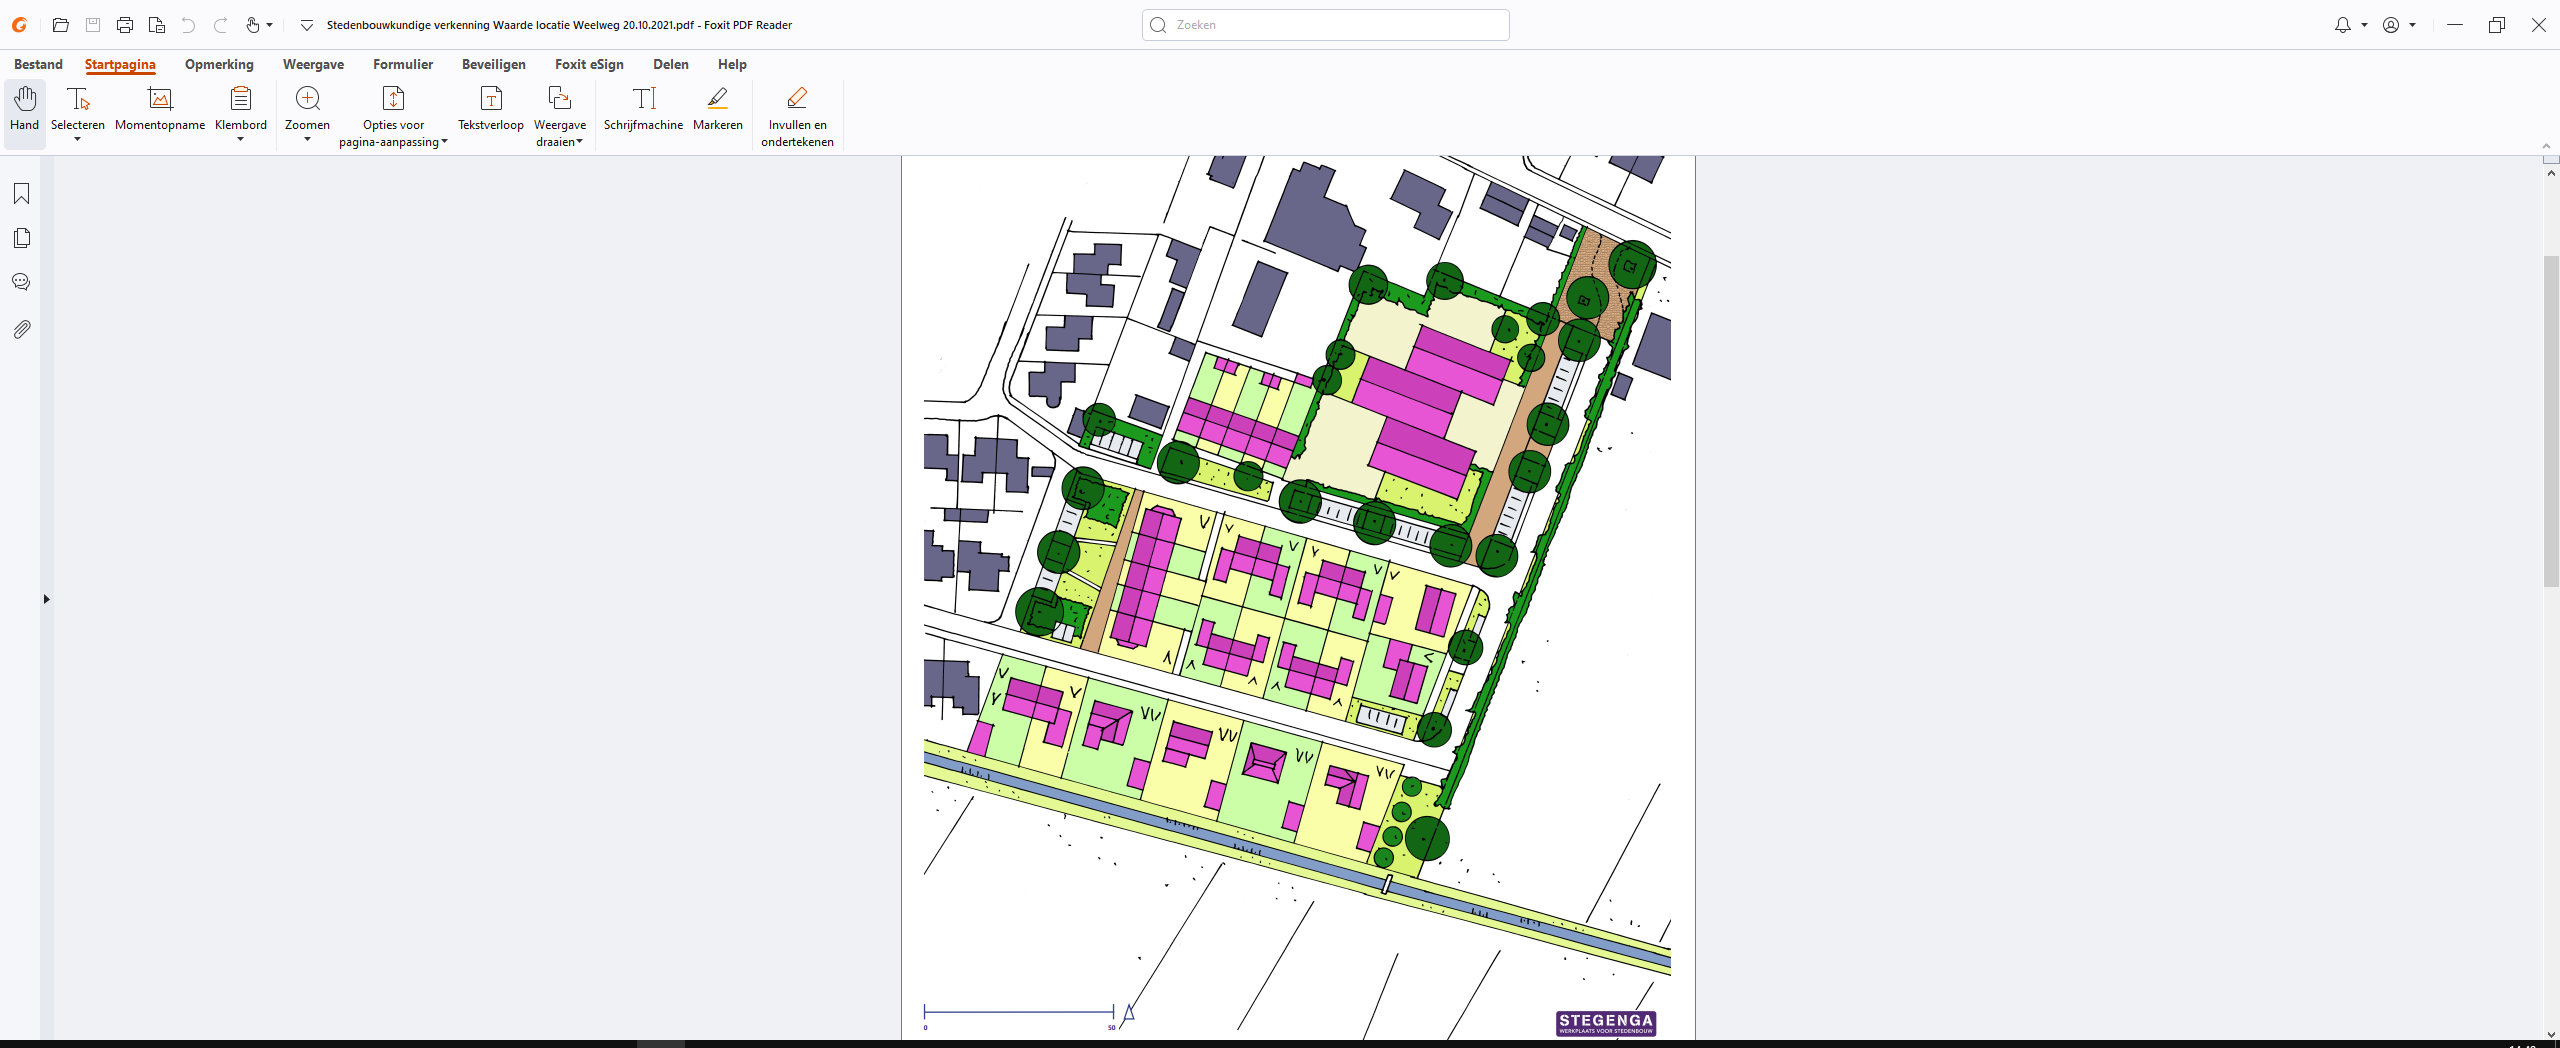 Stedenbouwkundige verkenning Waarde locatie Weelweg 20.10.2021.pdf - Foxit PDF Reader
Zoeken
Bestand Startpagina Opmerking Weergave Formulier Beveiligen Foxit eSign Delen Help
Hand Selecteren Momentopname Klembord Zoomen Opties voor pagina-aanpassing Tekstverloop Weergave draaien Schrijfmachine Markeren Invullen en ondertekenen
0 50
STEGENGA
WERKPLAATS VOOR STEDENBOUW